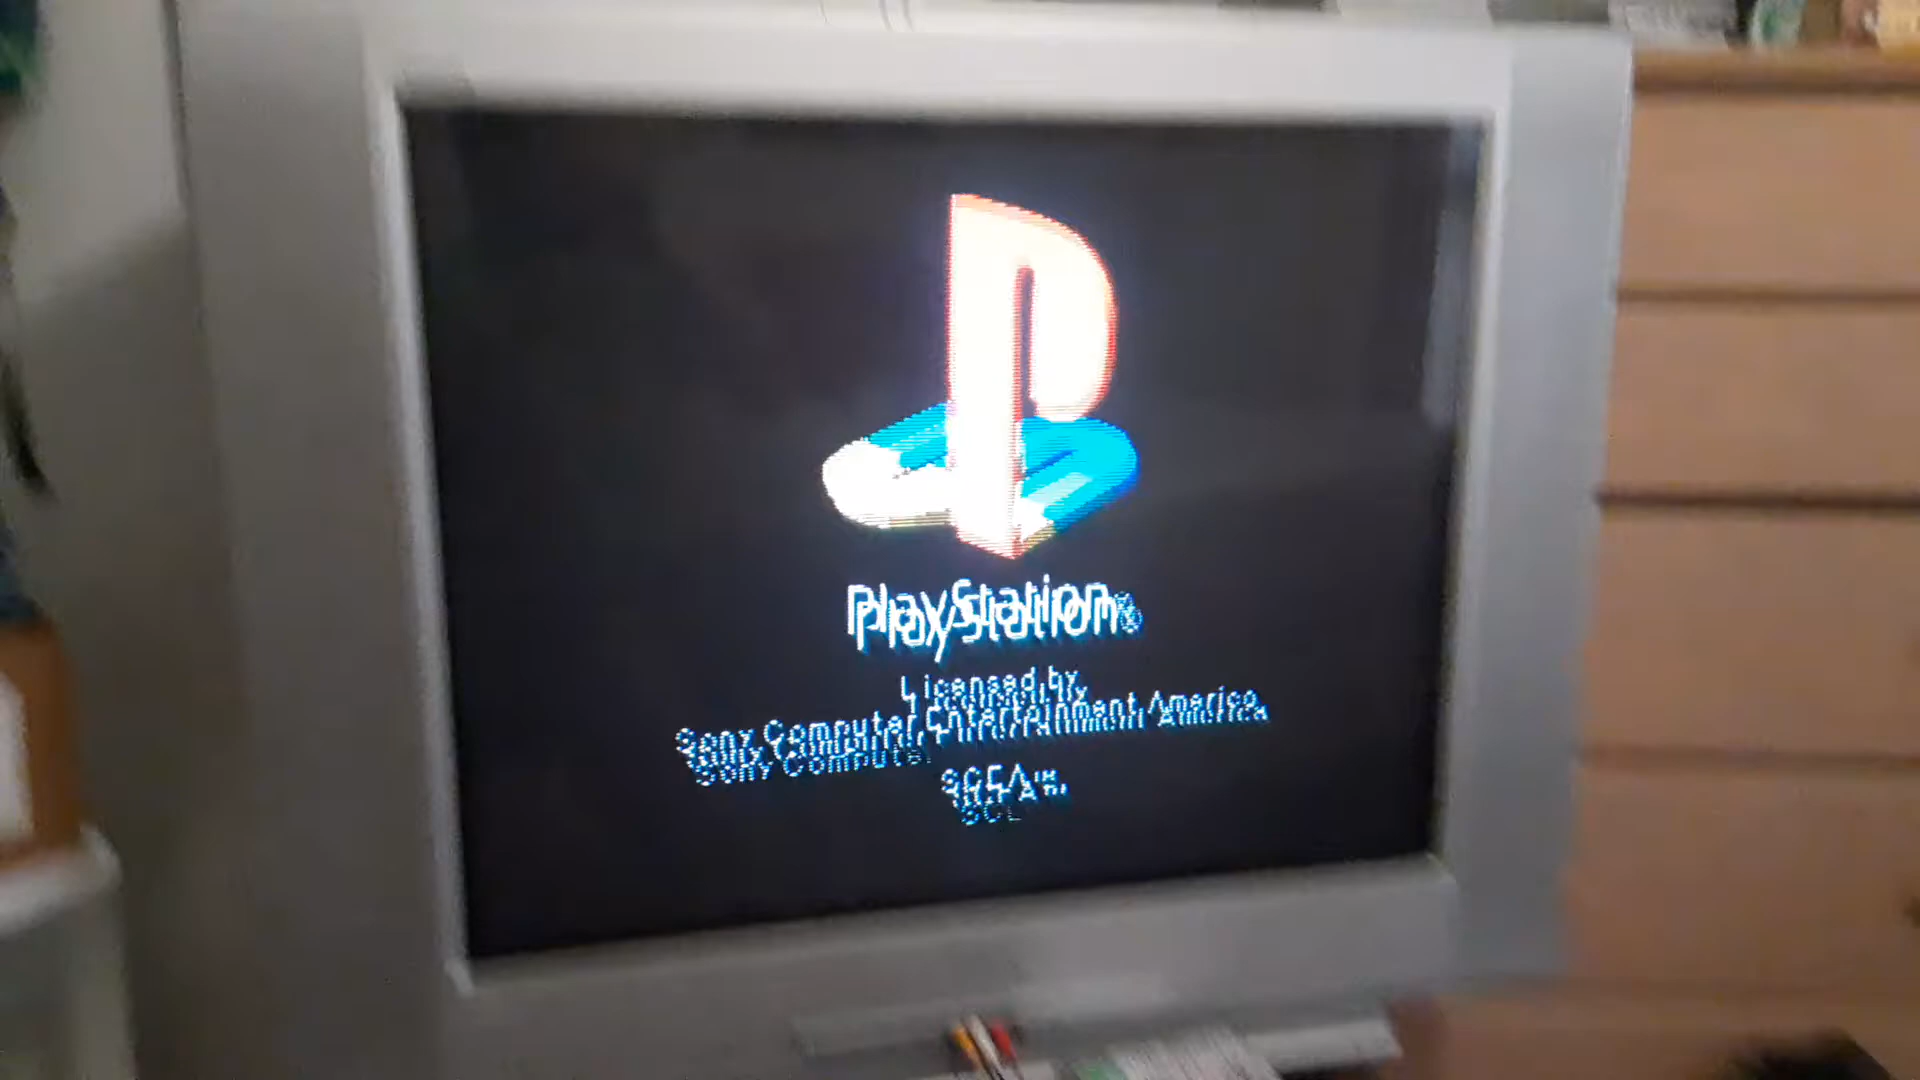 PlayStation®
Licensed by
Sony Computer Entertainment America
SCEA™